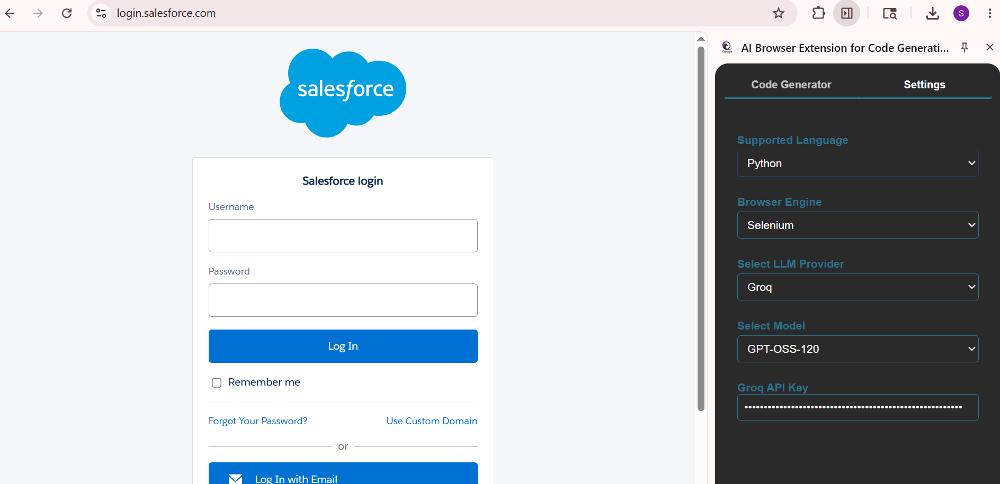 login.salesforce.com
S
salesforce
Salesforce login
Username
Password
Log In
Remember me
Forgot Your Password?
Use Custom Domain
or
Log In with Email
Qeagle
AI Browser Extension for Code Generati...
Code Generator
Settings
Supported Language
Python
Browser Engine
Selenium
Select LLM Provider
Groq
Select Model
GPT-OSS-120
Groq API Key